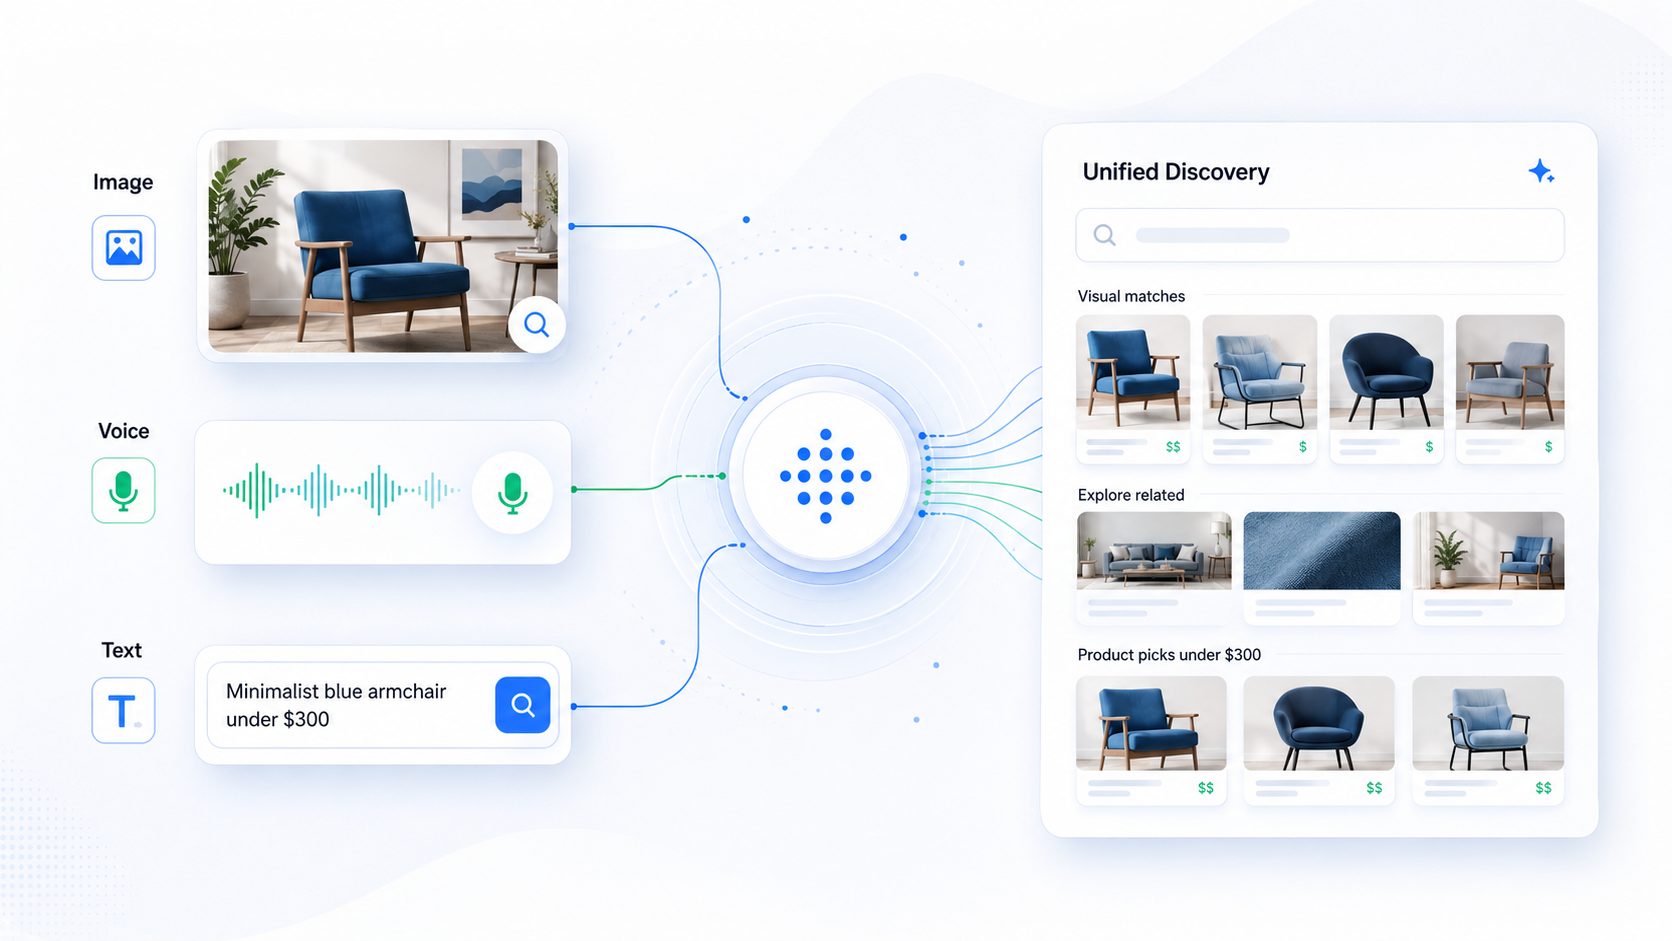 Image
Voice
Text
Minimalist blue armchair
under $300
T
Unified Discovery
Visual matches
$$
$
$
$
Explore related
Product picks under $300
$$
$$
$$